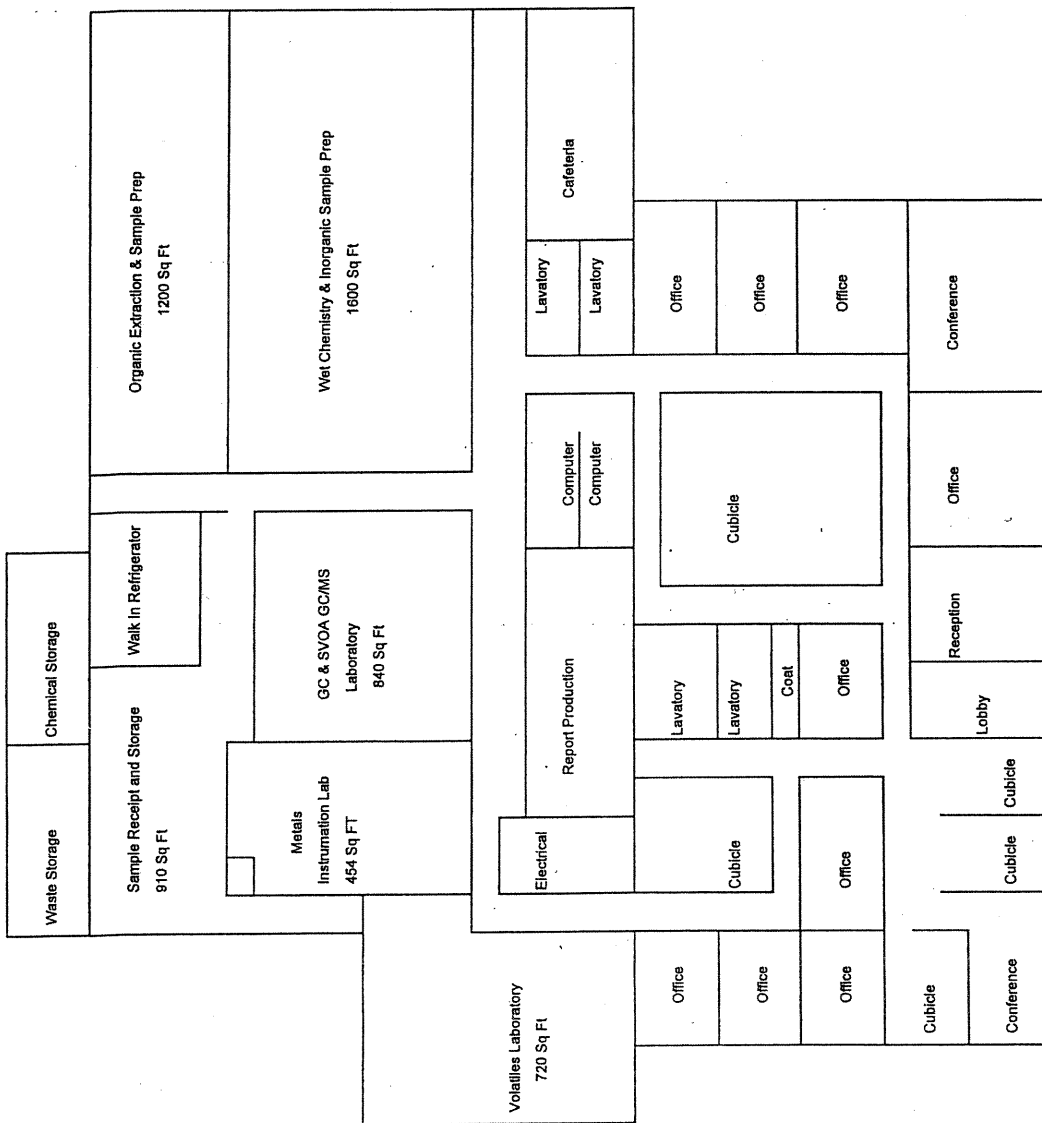 Waste Storage
Chemical Storage
Sample Receipt and Storage
910 Sq Ft
Walk In Refrigerator
Organic Extraction & Sample Prep
1200 Sq Ft
Metals
Instrumation Lab
454 Sq FT
GC & SVOA GC/MS
Laboratory
840 Sq Ft
Wet Chemistry & Inorganic Sample Prep
1600 Sq Ft
Volatiles Laboratory
720 Sq Ft
Electrical
Report Production
Computer
Computer
Lavatory
Lavatory
Cafeteria
Office
Office
Office
Cubicle
Office
Lavatory
Lavatory
Coat
Office
Cubicle
Office
Office
Office
Cubicle
Conference
Cubicle
Cubicle
Lobby
Reception
Office
Conference